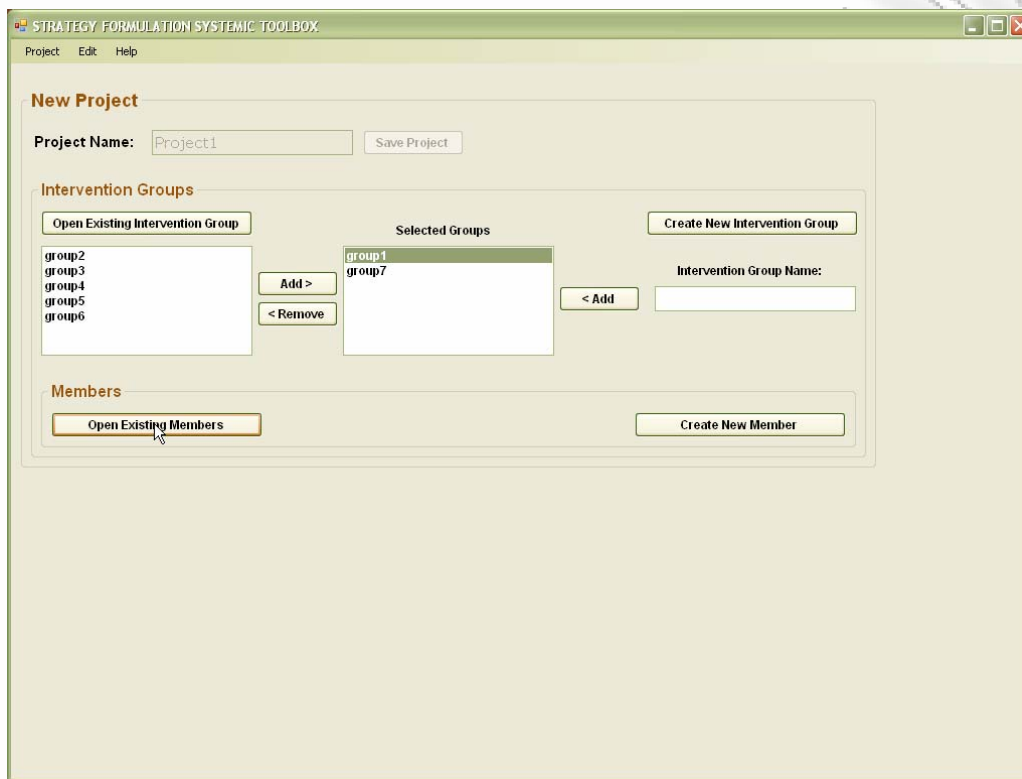 STRATEGY FORMULATION SYSTEMIC TOOLBOX
Project Edit Help
New Project
Project Name: Project1 Save Project
Intervention Groups
Open Existing Intervention Group Selected Groups Create New Intervention Group
group2
group3
group4
group5
group6
Add >
< Remove
group1
group7
< Add
Intervention Group Name:
Members
Open Existing Members Create New Member